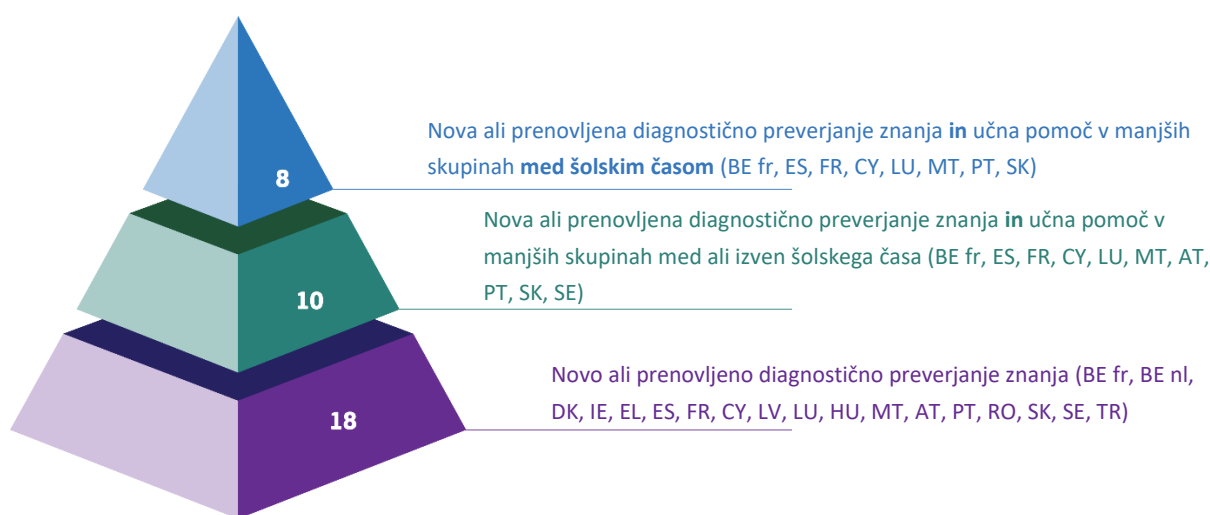 Nova ali prenovljena diagnostično preverjanje znanja in učna pomoč v manjših
skupinah med šolskim časom (BE fr, ES, FR, CY, LU, MT, PT, SK)
8
Nova ali prenovljena diagnostično preverjanje znanja in učna pomoč v
manjših skupinah med ali izven šolskega časa (BE fr, ES, FR, CY, LU, MT, AT,
PT, SK, SE)
10
Novo ali prenovljeno diagnostično preverjanje znanja (BE fr, BE nl,
DK, IE, EL, ES, FR, CY, LV, LU, HU, MT, AT, PT, RO, SK, SE, TR)
18